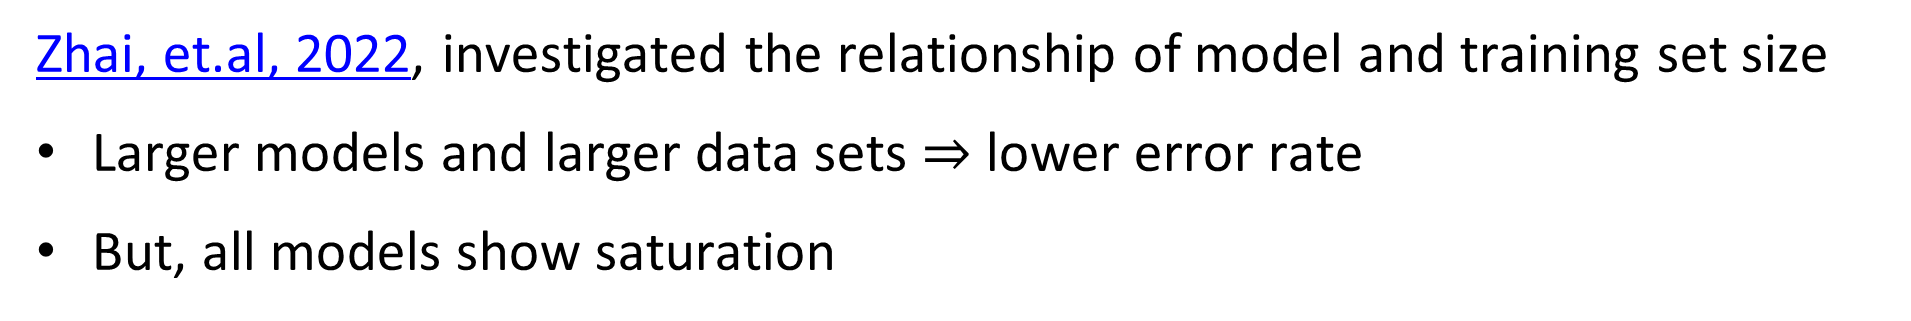 Zhai, et.al, 2022, investigated the relationship of model and training set size
• Larger models and larger data sets ⇒ lower error rate
• But, all models show saturation